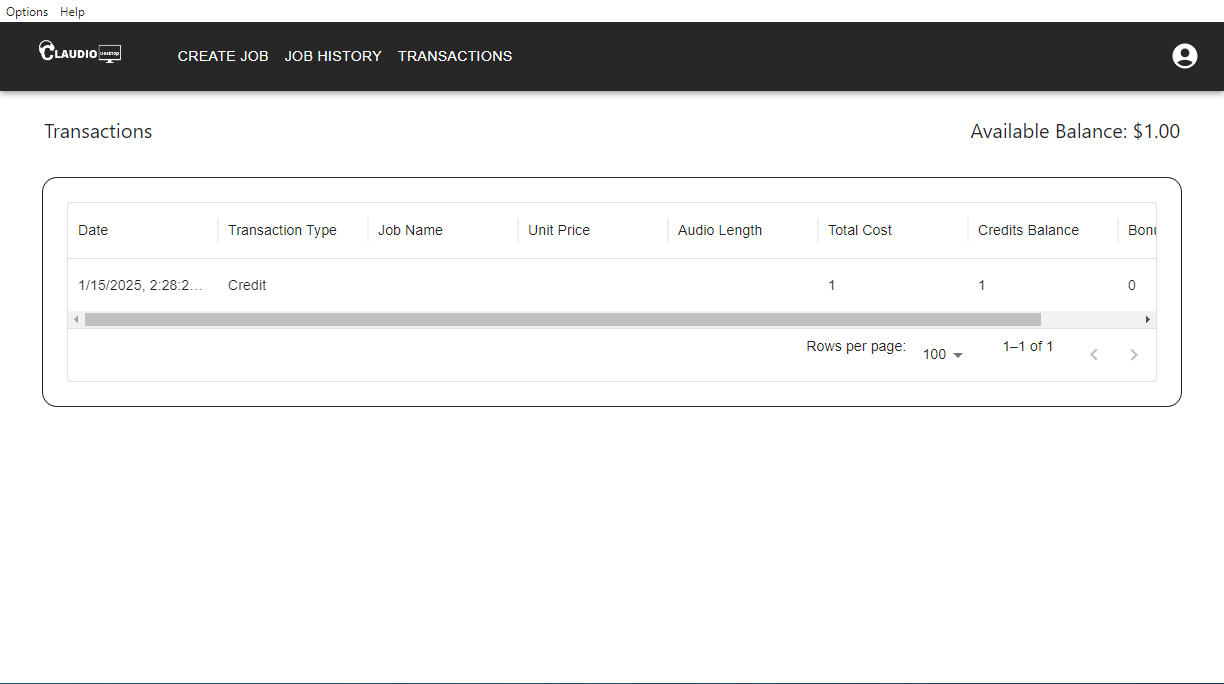 Options Help
CLAUDIO Desktop CREATE JOB JOB HISTORY TRANSACTIONS
Transactions Available Balance: $1.00
Date Transaction Type Job Name Unit Price Audio Length Total Cost Credits Balance Bonu
1/15/2025, 2:28:2... Credit 1 1 0
Rows per page: 100 1–1 of 1